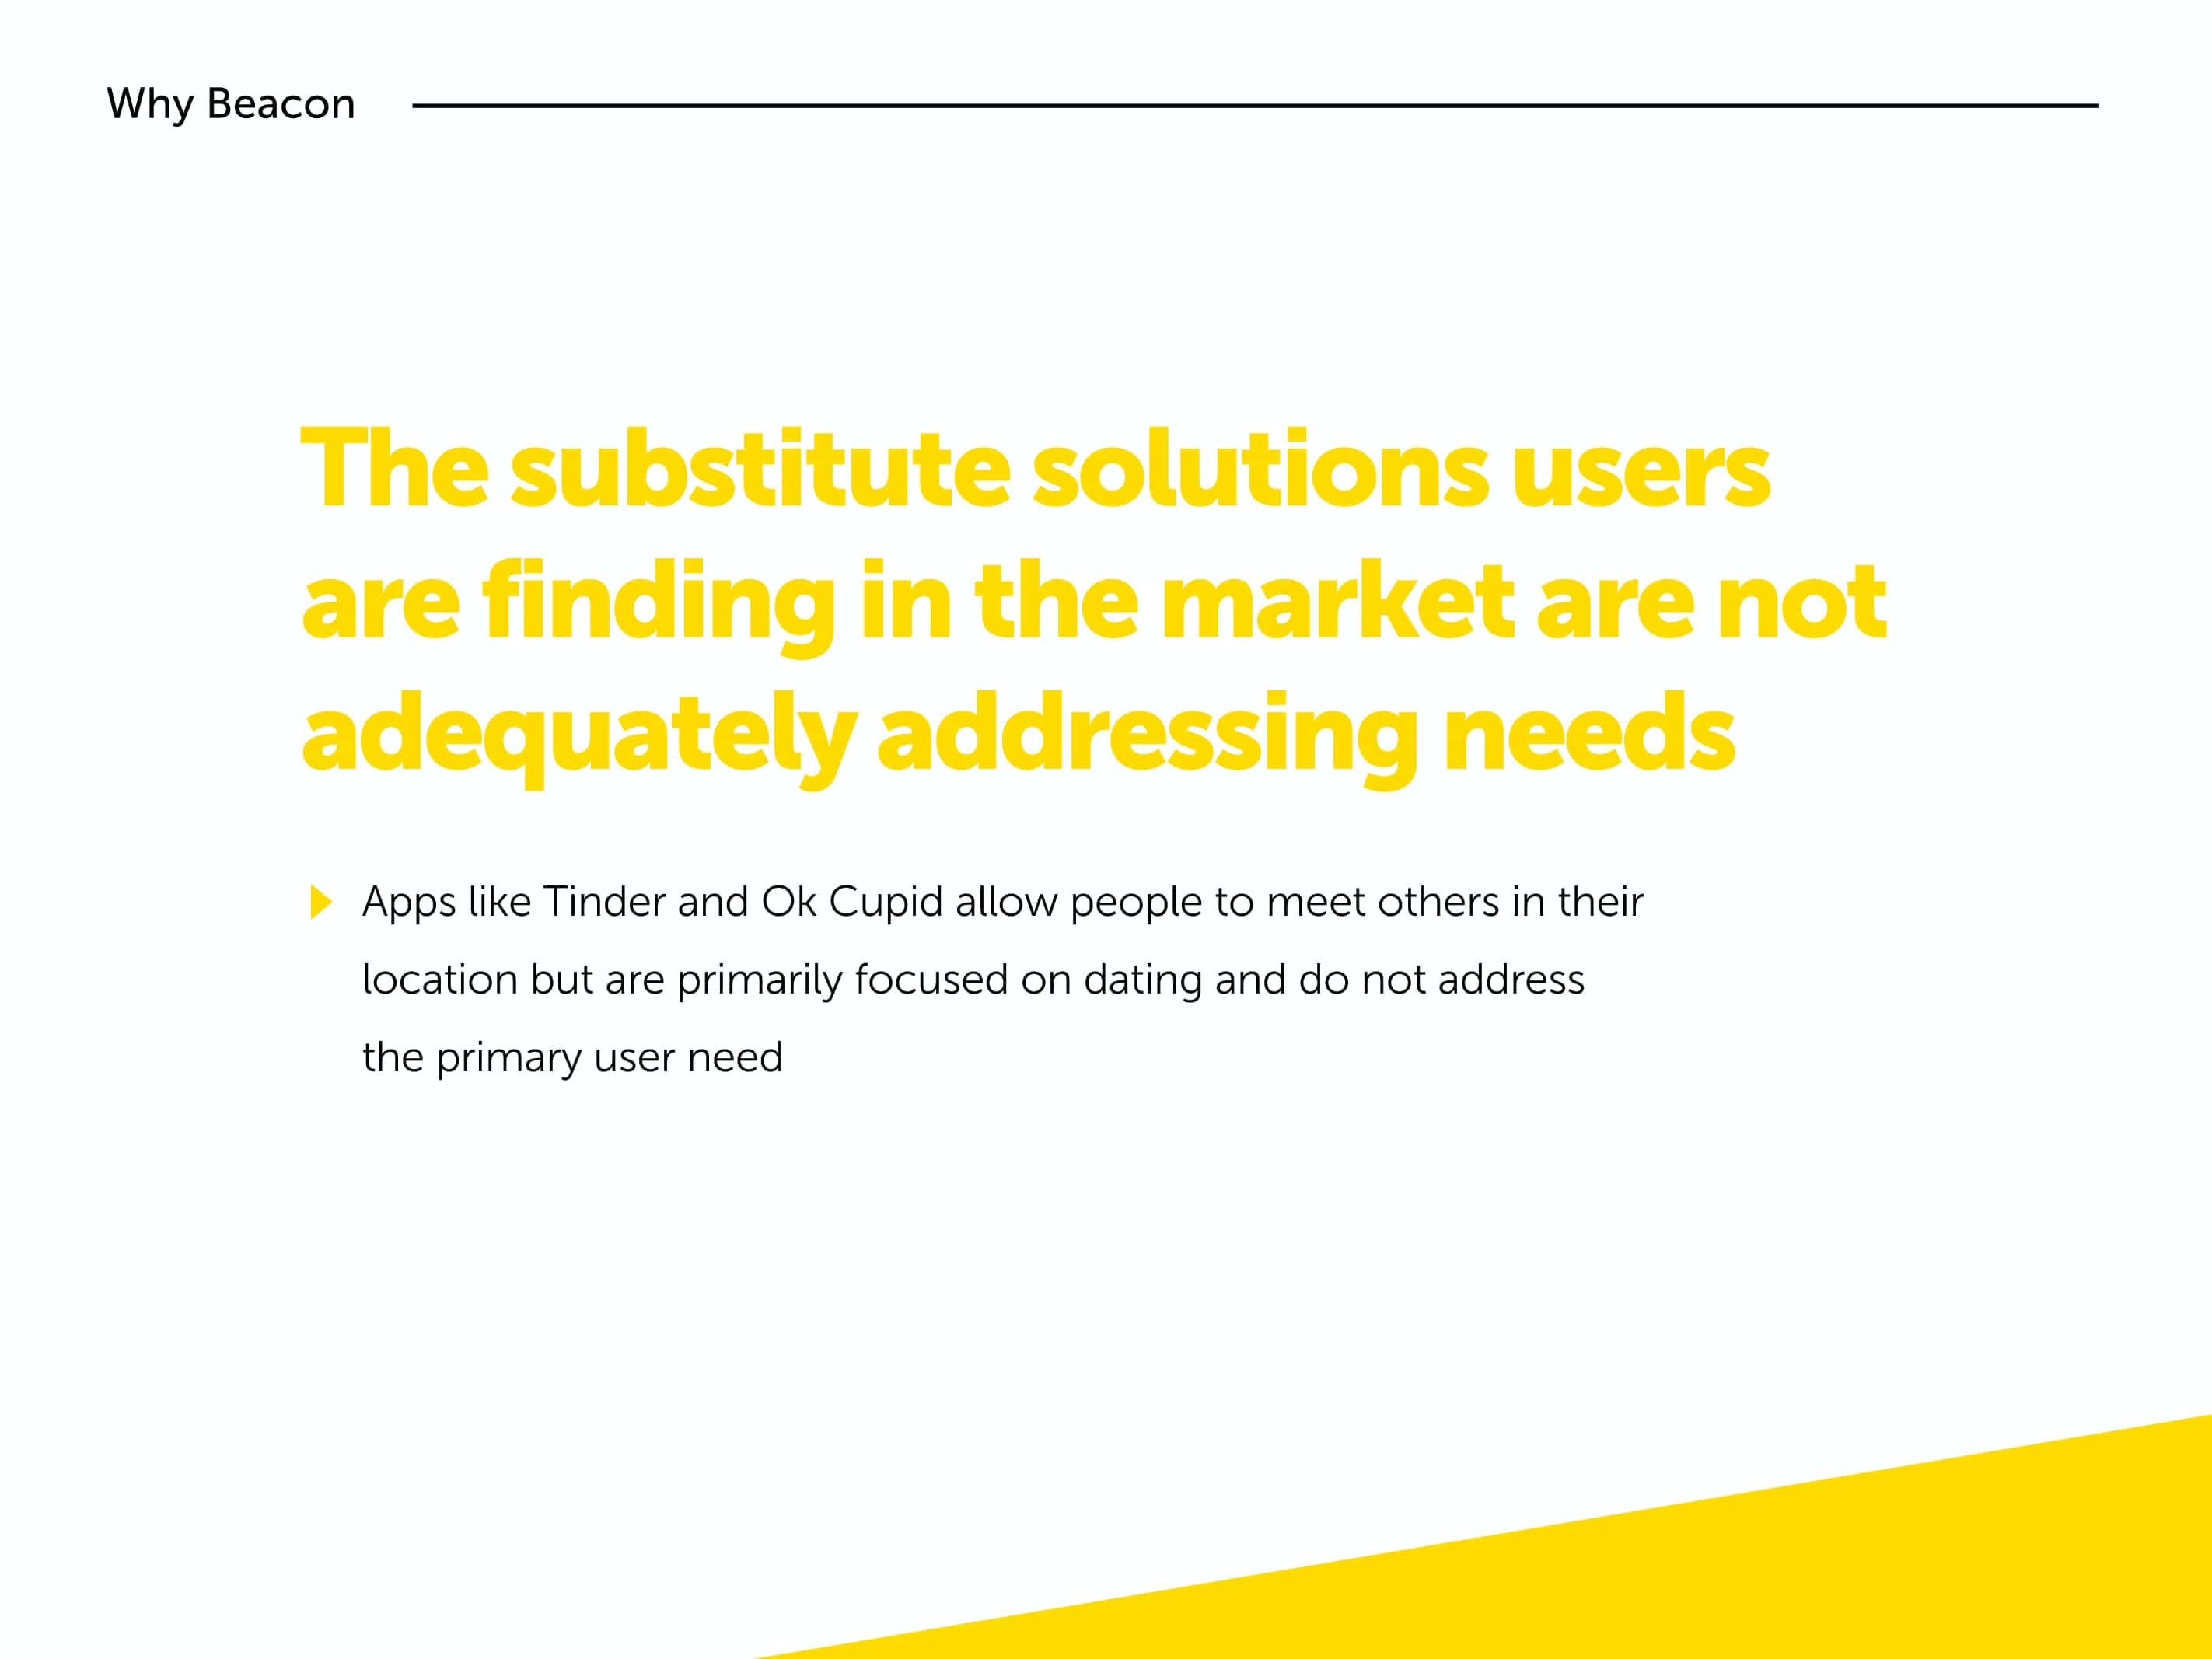 Why Beacon
The substitute solutions users
are finding in the market are not
adequately addressing needs
Apps like Tinder and Ok Cupid allow people to meet others in their
location but are primarily focused on dating and do not address
the primary user need